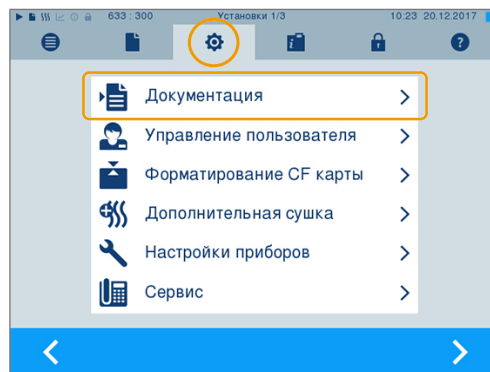 633 : 300 Установки 1/3 10:23 20.12.2017
i ?
Документация
Управление пользователя
Форматирование CF карты
Дополнительная сушка
Настройки приборов
Сервис